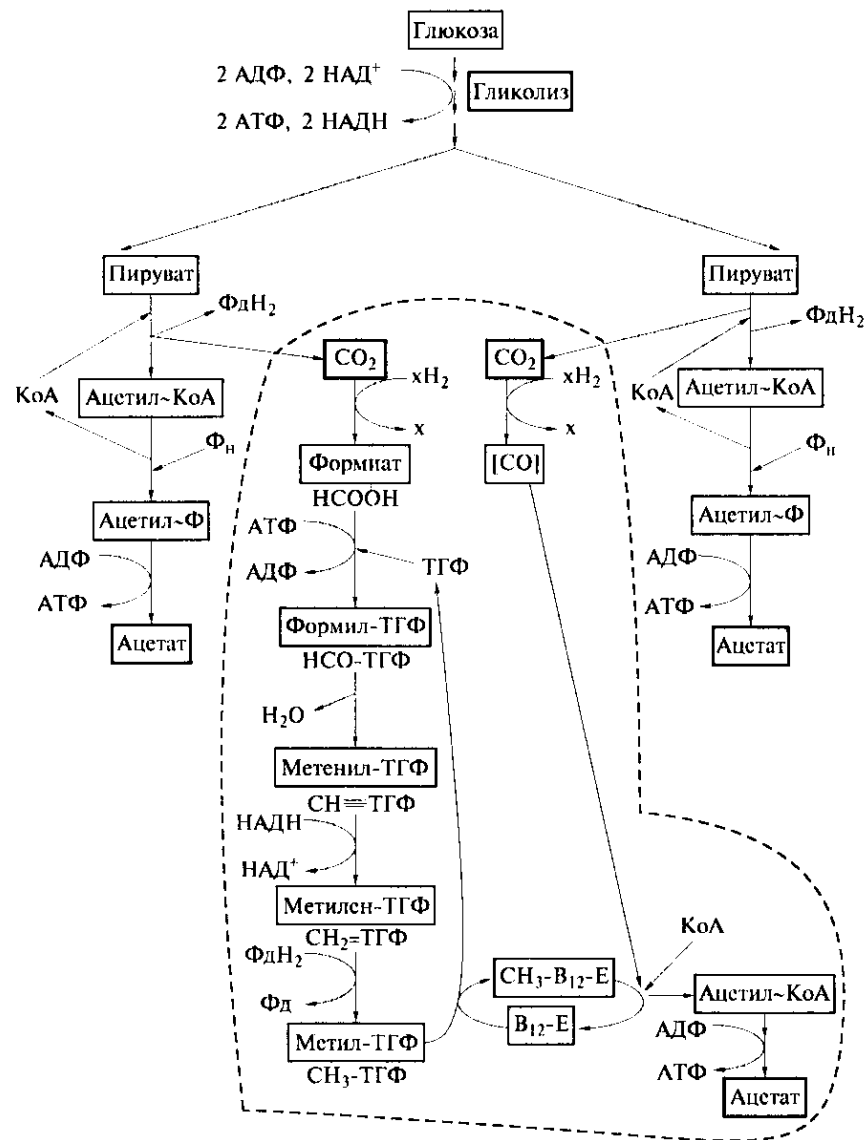 Глюкоза
2 АДФ, 2 НАД⁺
Гликолиз
2 АТФ, 2 НАДН
Пируват
Пируват
ФдН₂
ФдН₂
CO₂
CO₂
КоА
Ацетил~КоА
xH₂
xH₂
КоА
Ацетил~КоА
x
x
Фн
Формиат
[CO]
Фн
HCOOH
Ацетил~Ф
АТФ
Ацетил~Ф
АДФ
АДФ
ТГФ
АДФ
АТФ
АТФ
Ацетат
Формил-ТГФ
Ацетат
НСО-ТГФ
H₂O
Метенил-ТГФ
CH≡ТГФ
НАДН
НАД⁺
Метилен-ТГФ
CH₂=ТГФ
КоА
ФдН₂
CH₃-B₁₂-E
Ацетил~КоА
Фд
B₁₂-E
АДФ
Метил-ТГФ
АТФ
CH₃-ТГФ
Ацетат